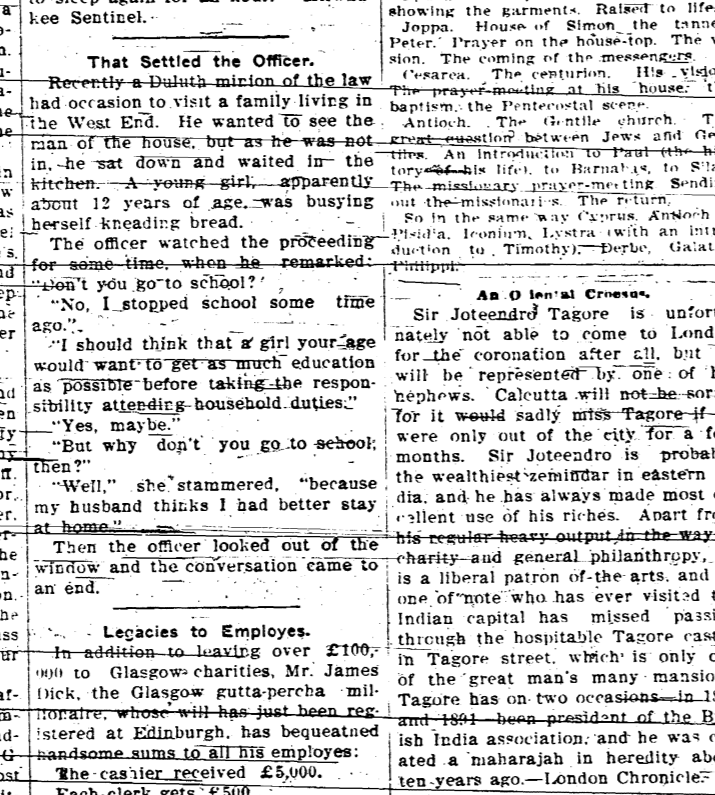 kee Sentinel.
That Settled the Officer.
Recently a Duluth minion of the law
had occasion to visit a family living in
the West End. He wanted to see the
man of the house, but as he was not
in, he sat down and waited in the
kitchen. A young girl, apparently
about 12 years of age, was busying
herself kneading bread.
The officer watched the proceeding
for some time, when he remarked:
"Don't you go to school?"
"No, I stopped school some time
ago."
"I should think that a girl your age
would want to get as much education
as possible before taking the respon-
sibility attending household duties."
"Yes, maybe."
"But why don't you go to school,
then?"
"Well," she stammered, "because
my husband thinks I had better stay
at home."
Then the officer looked out of the
window and the conversation came to
an end.
Legacies to Employes.
In addition to leaving over £100,-
000 to Glasgow charities, Mr. James
Dick, the Glasgow gutta-percha mil-
lionaire, whose will has just been reg-
istered at Edinburgh, has bequeathed
handsome sums to all his employes:
The cashier received £5,000.
Each clerk gets £500
showing the garments. Raised to life
Joppa. House of Simon the tanne
Peter. Prayer on the house-top. The
sion. The coming of the messengers.
Cesarea. The centurion. His visio
The prayer-meeting at his house;
baptism, the Pentecostal scene.
Antioch. The Gentile church.
great question between Jews and Ge
tiles. An introduction to Paul (the
tory of his life), to Barnabas, to
The missionary prayer-meeting Sendi
out the missionaries. The return.
So in the same way Cyprus, Antioch
Pisidia, Iconium, Lystra (with an int
duction to Timothy), Derbe, Galat
Philippi.
An Oriental Croesus.
Sir Joteendro Tagore is unfor
nately not able to come to Lond
for the coronation after all, but
will be represented by one of
nephews. Calcutta will not be sor
for it would sadly miss Tagore if
were only out of the city for a
months. Sir Joteendro is probab
the wealthiest zemindar in eastern
dia, and he has always made most
cellent use of his riches. Apart fr
his regular heavy output in the way
charity and general philanthropy,
is a liberal patron of the arts, and
one of note who has ever visited
Indian capital has missed passi
through the hospitable Tagore cast
in Tagore street, which is only
of the great man's many mansio
Tagore has on two occasions—in
and 1891—been president of the B
ish India association, and he was
ated a maharajah in heredity abo
ten years ago.—London Chronicle.